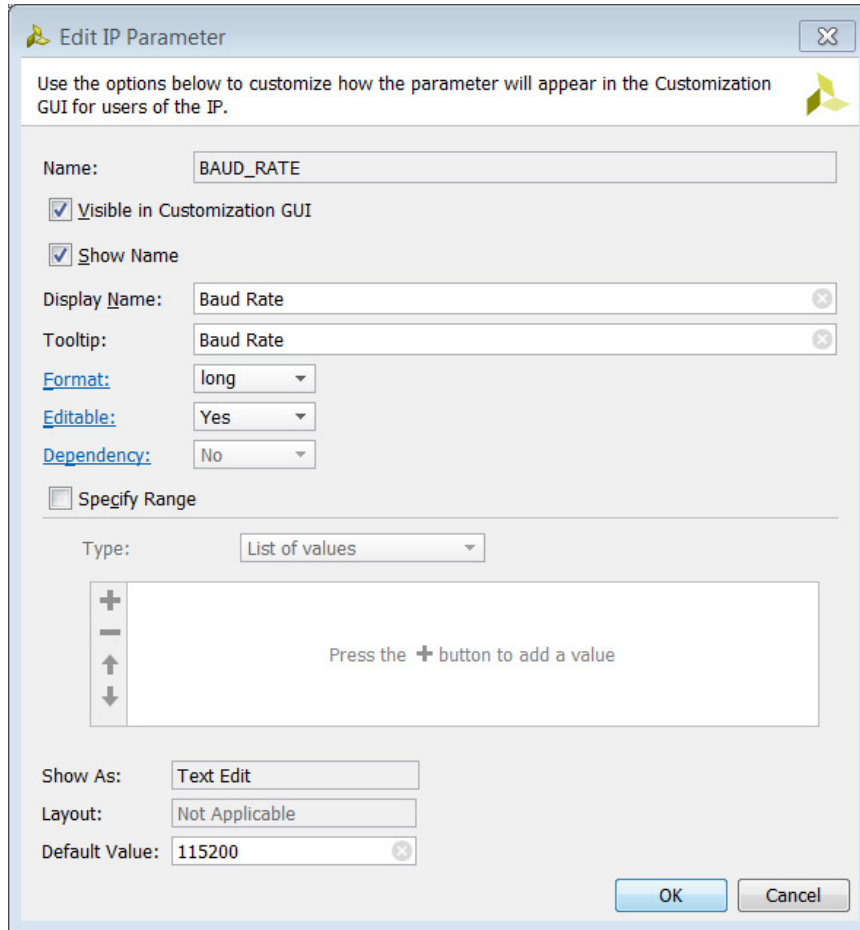 Edit IP Parameter
Use the options below to customize how the parameter will appear in the Customization
GUI for users of the IP.
Name: BAUD_RATE
Visible in Customization GUI
Show Name
Display Name: Baud Rate
Tooltip: Baud Rate
Format: long
Editable: Yes
Dependency: No
Specify Range
Type: List of values
Press the + button to add a value
Show As: Text Edit
Layout: Not Applicable
Default Value: 115200
OK Cancel